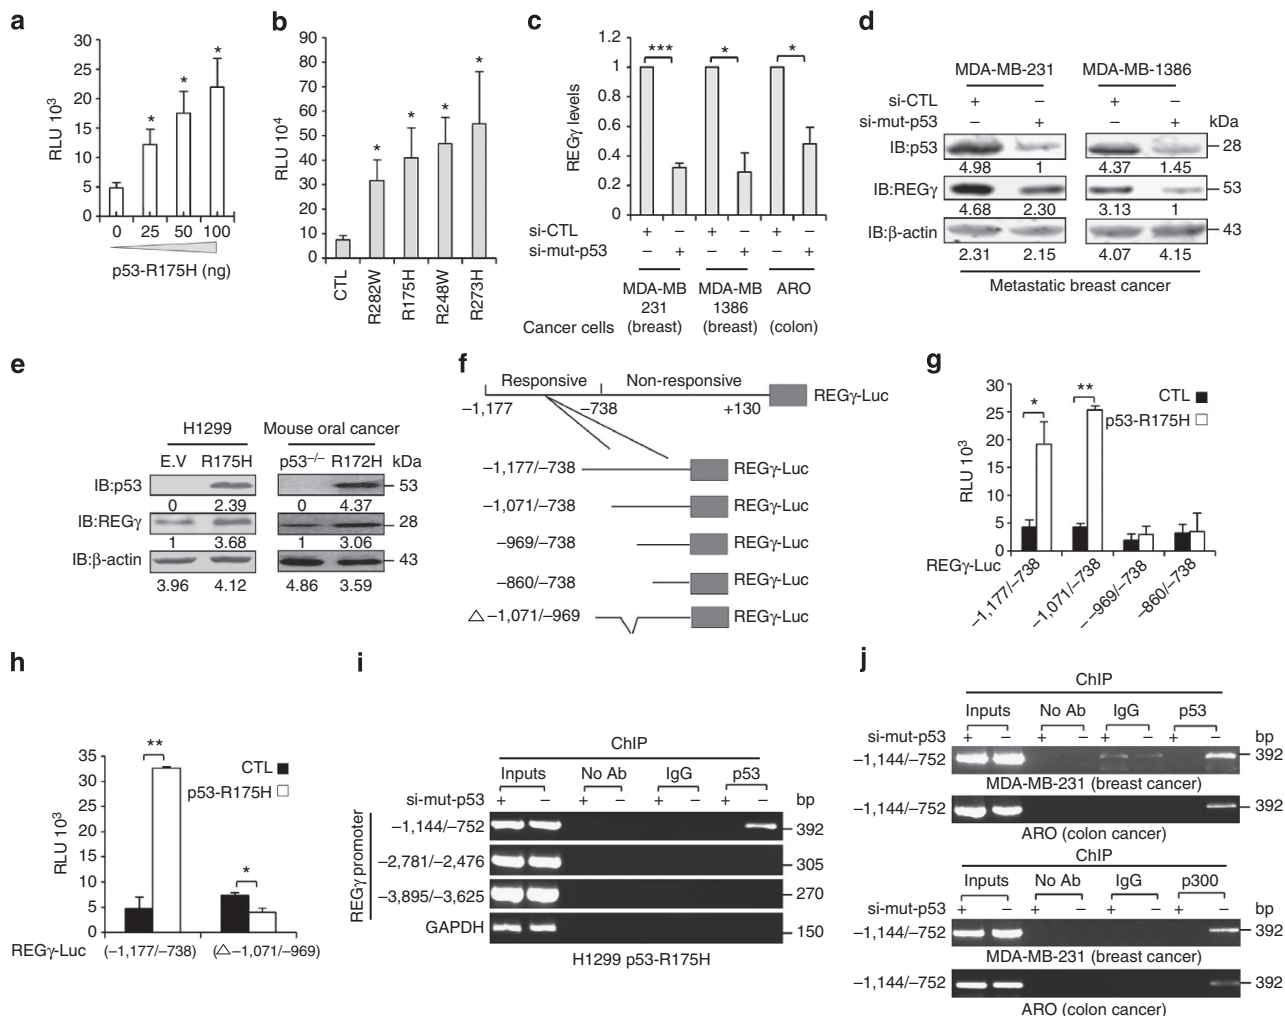 a
30
25
20
15
10
5
0
RLU 10³
*
*
*
0 25 50 100
p53-R175H (ng)
b
90
80
70
60
50
40
30
20
10
0
RLU 10⁴
*
*
*
*
CTL
R282W
R175H
R248W
R273H
c
1.2
1
0.8
0.6
0.4
0.2
0
REGγ levels
*** * *
si-CTL + − + − + −
si-mut-p53 − + − + − +
MDA-MB 231 (breast)
MDA-MB 1386 (breast)
ARO (colon)
Cancer cells
d
MDA-MB-231 MDA-MB-1386
si-CTL + − + −
si-mut-p53 − + − + kDa
IB:p53 28
4.98 1 4.37 1.45
IB:REGγ 53
4.68 2.30 3.13 1
IB:β-actin 43
2.31 2.15 4.07 4.15
Metastatic breast cancer
e
H1299 Mouse oral cancer
E.V R175H p53−/− R172H kDa
IB:p53 53
0 2.39 0 4.37
IB:REGγ 28
1 3.68 1 3.06
IB:β-actin 43
3.96 4.12 4.86 3.59
f
Responsive Non-responsive
REGγ-Luc
−1,177 −738 +130
−1,177/−738 REGγ-Luc
−1,071/−738 REGγ-Luc
−969/−738 REGγ-Luc
−860/−738 REGγ-Luc
△−1,071/−969 REGγ-Luc
g
30
25
20
15
10
5
0
RLU 10³
* **
CTL
p53-R175H
REGγ-Luc
−1,177/−738
−1,071/−738
− −969/−738
−860/−738
h
35
30
25
20
15
10
5
0
RLU 10³
**
*
CTL
p53-R175H
REGγ-Luc (−1,177/−738) (△−1,071/−969)
i
ChIP
Inputs No Ab IgG p53
si-mut-p53 + − + − + − + − bp
REGγ promoter
−1,144/−752 392
−2,781/−2,476 305
−3,895/−3,625 270
GAPDH 150
H1299 p53-R175H
j
ChIP
Inputs No Ab IgG p53
si-mut-p53 + − + − + − + − bp
−1,144/−752 392
MDA-MB-231 (breast cancer)
−1,144/−752 392
ARO (colon cancer)
ChIP
Inputs No Ab IgG p300
si-mut-p53 + − + − + − + − bp
−1,144/−752 392
MDA-MB-231 (breast cancer)
−1,144/−752 392
ARO (colon cancer)